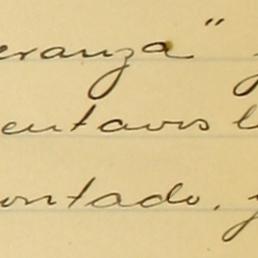 eranza" y
entavos l
ontado, y